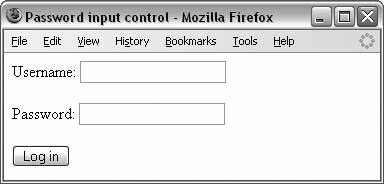 Password input control - Mozilla Firefox
File Edit View History Bookmarks Tools Help
Username:
Password:
Log in